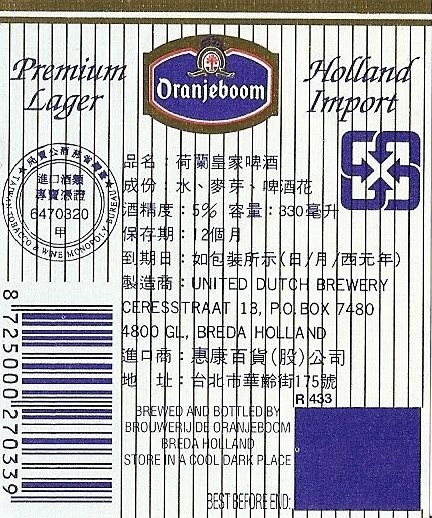 Premium
Lager
Oranjeboom
Holland
Import
TAIWAN TOBACCO & WINE MONOPOLY BUREAU
進口酒類
專賣憑證
6470320
甲
品名：荷蘭皇家啤酒
成份：水、麥芽、啤酒花
酒精度：5% 容量：330毫升
保存期：12個月
到期日：如包裝所示(日/月/西元年)
製造商：UNITED DUTCH BREWERY
CERESSTRAAT 13, P.O. BOX 7480
4800 GL, BREDA HOLLAND
進口商：惠康百貨(股)公司
地 址：台北市華齡街175號
R 433
BREWED AND BOTTLED BY
BROUWERIJ DE ORANJEBOOM
BREDA HOLLAND
STORE IN A COOL DARK PLACE
BEST BEFORE END:
8 725000 270339